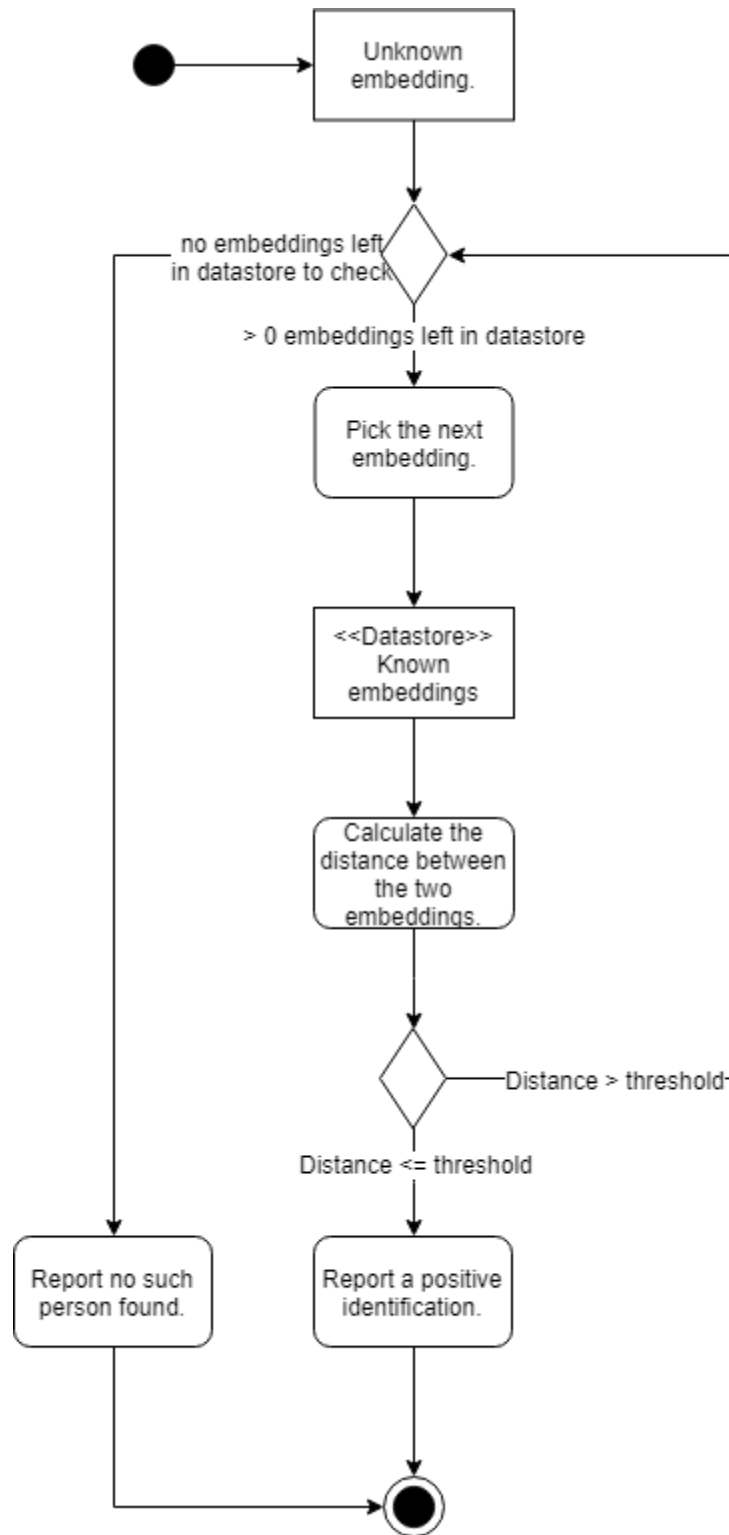 Unknown
embedding.
no embeddings left
in datastore to check
> 0 embeddings left in datastore
Pick the next
embedding.
<<Datastore>>
Known
embeddings
Calculate the
distance between
the two
embeddings.
Distance > threshold
Distance <= threshold
Report no such
person found.
Report a positive
identification.